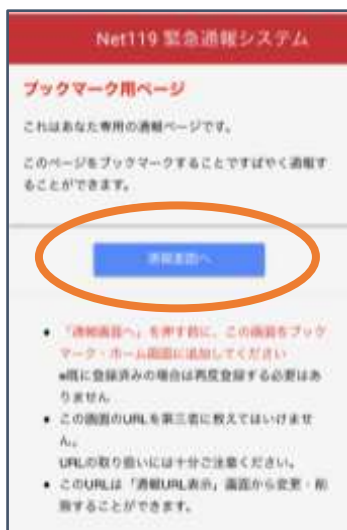 Net119 緊急通報システム
ブックマーク用ページ
これはあなた専用の通報ページです。
このページをブックマークすることですばやく通報す
ることができます。
通報画面へ
● 「通報画面へ」を押す前に、この画面をブック
マーク・ホーム画面に追加してください
※既に登録済みの場合は再度登録する必要はあ
りません
● この画面のURLを第三者に教えてはいけませ
ん。
URLの取り扱いには十分ご注意ください。
● このURLは「通報URL表示」画面から変更・削
除することができます。